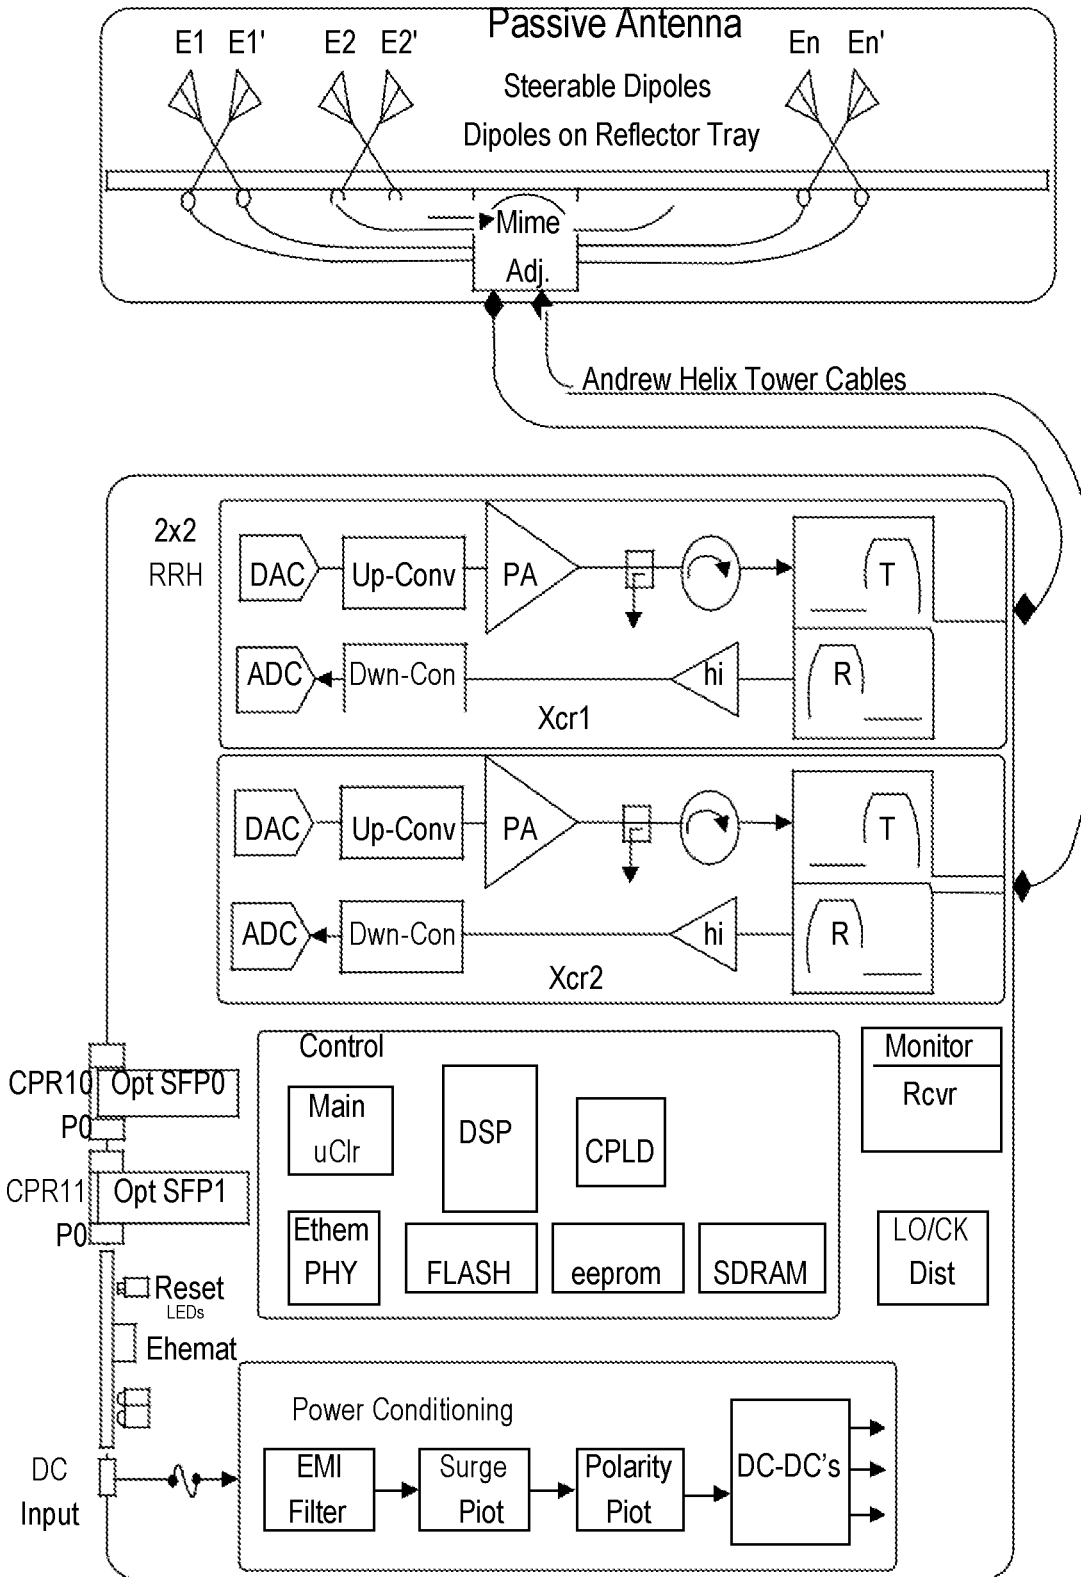 Passive Antenna
E1 E1' E2 E2' En En'
Steerable Dipoles
Dipoles on Reflector Tray
Mime
Adj.
Andrew Helix Tower Cables
2x2
RRH
DAC Up-Conv PA T
ADC Dwn-Con hi R
Xcr1
DAC Up-Conv PA T
ADC Dwn-Con hi R
Xcr2
Control
Monitor
Rcvr
CPR10 Opt SFP0
P0
Main
uClr
DSP
CPLD
CPR11 Opt SFP1
P0
Ethem
PHY
FLASH
eeprom
SDRAM
LO/CK
Dist
Reset
LEDs
Ehemat
Power Conditioning
DC
Input
EMI
Filter
Surge
Piot
Polarity
Piot
DC-DC's